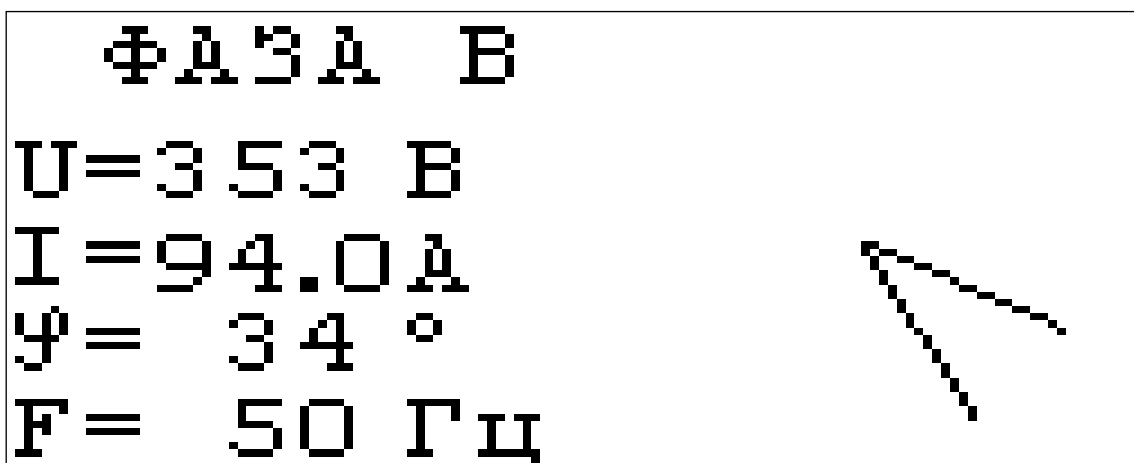 ФАЗА В
U=353 В
I=94.0А
φ= 34 °
F= 50 Гц